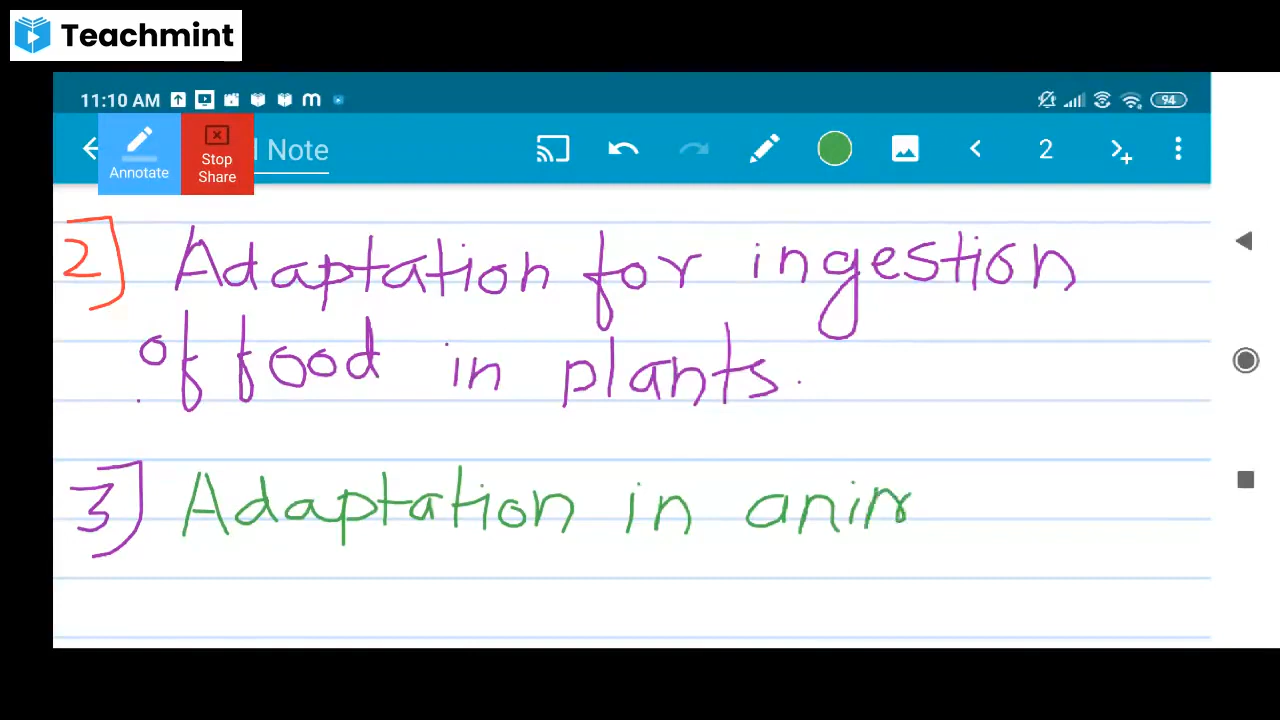 Teachmint
11:10 AM
94
Annotate
Stop
Share
Note
2
2] Adaptation for ingestion
of food in plants.
3] Adaptation in anim